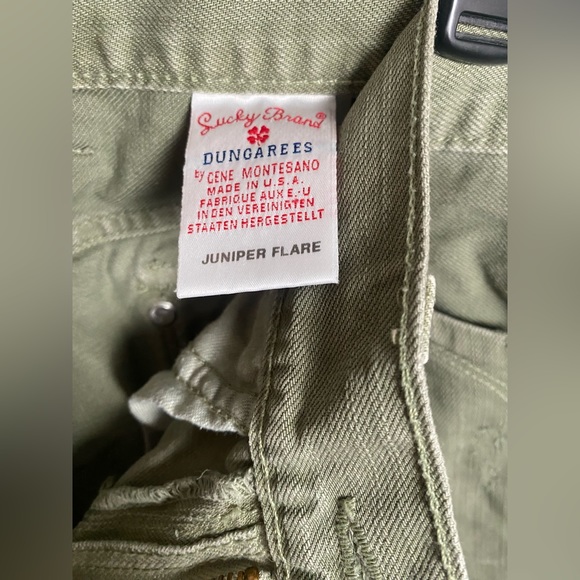 Lucky Brand
DUNGAREES
by GENE MONTESANO
MADE IN U.S.A.
FABRIQUE AUX E.-U
IN DEN VEREINIGTEN
STAATEN HERGESTELLT
JUNIPER FLARE